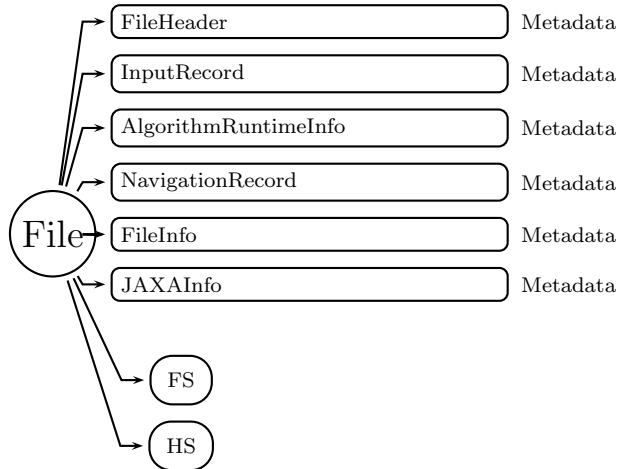 FileHeader Metadata
InputRecord Metadata
AlgorithmRuntimeInfo Metadata
NavigationRecord Metadata
File
FileInfo Metadata
JAXAInfo Metadata
FS
HS